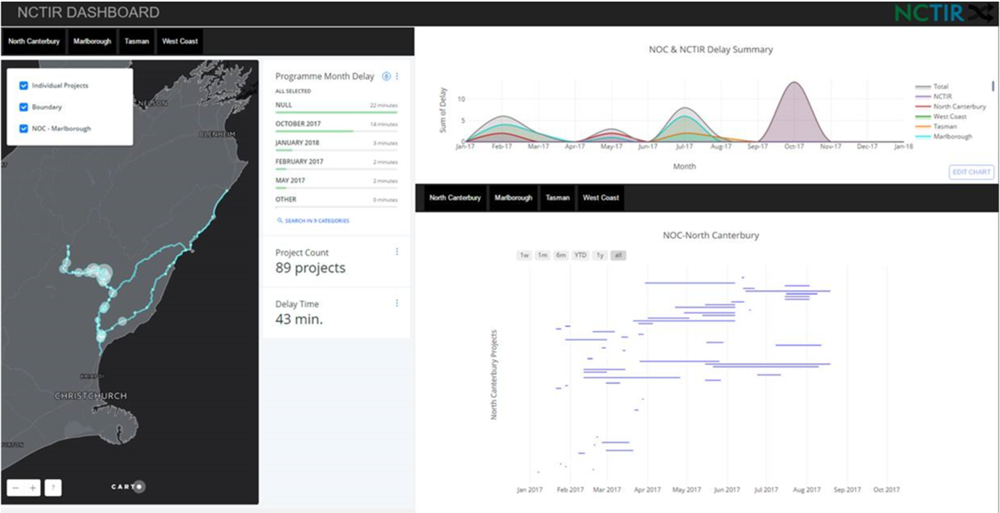 NCTIR DASHBOARD
NCTIR
North Canterbury Marlborough Tasman West Coast
Individual Projects
Boundary
NOC - Marlborough
NELSON
BLENHEIM
KAIAPOI
CHRISTCHURCH
CARTO
− + ?
Programme Month Delay 6
ALL SELECTED
NULL 22 minutes
OCTOBER 2017 14 minutes
JANUARY 2018 3 minutes
FEBRUARY 2017 2 minutes
MAY 2017 2 minutes
OTHER 0 minutes
SEARCH IN 9 CATEGORIES
Project Count
89 projects
Delay Time
43 min.
NOC & NCTIR Delay Summary
Sum of Delay
10
5
0
Jan-17 Feb-17 Mar-17 Apr-17 May-17 Jun-17 Jul-17 Aug-17 Sep-17 Oct-17 Nov-17 Dec-17 Jan-18
Month
Total
NCTIR
North Canterbury
West Coast
Tasman
Marlborough
EDIT CHART
North Canterbury Marlborough Tasman West Coast
NOC-North Canterbury
1w 1m 6m YTD 1y all
North Canterbury Projects
Jan 2017 Feb 2017 Mar 2017 Apr 2017 May 2017 Jun 2017 Jul 2017 Aug 2017 Sep 2017 Oct 2017